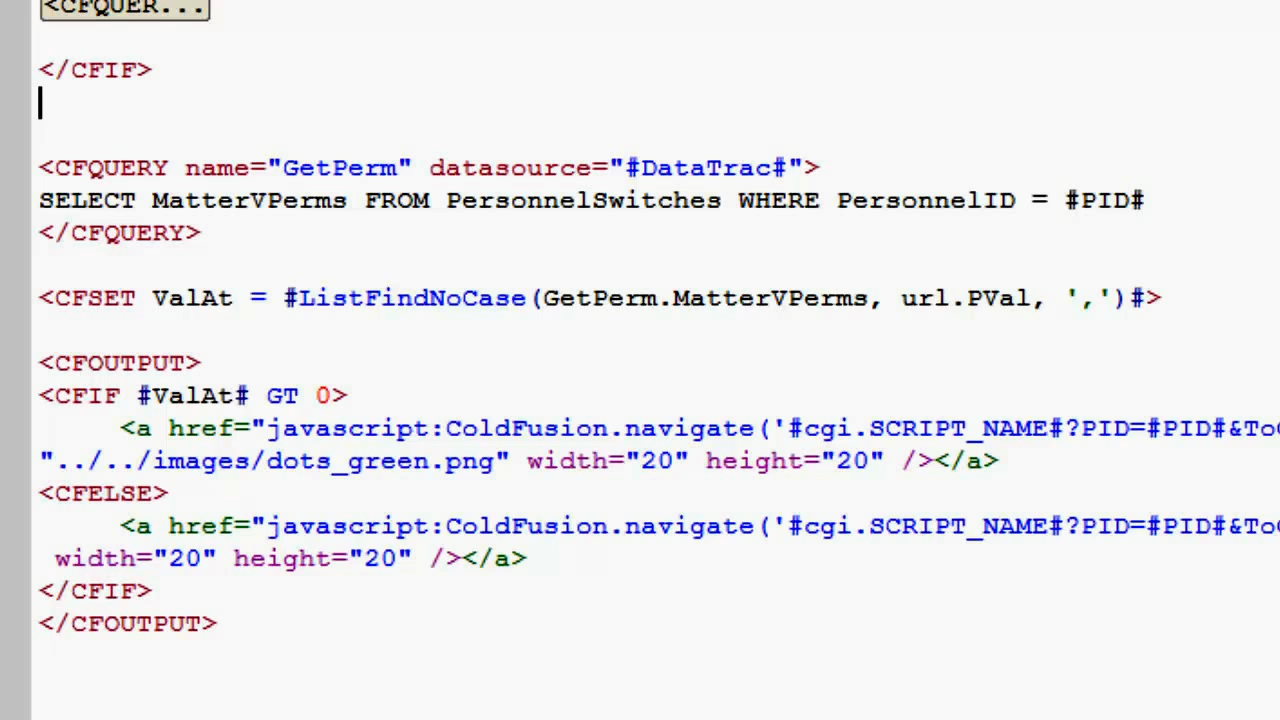 <CFQUER...
</CFIF>
<CFQUERY name="GetPerm" datasource="#DataTrac#">
SELECT MatterVPerms FROM PersonnelSwitches WHERE PersonnelID = #PID#
</CFQUERY>
<CFSET ValAt = #ListFindNoCase(GetPerm.MatterVPerms, url.PVal, ',')#>
<CFOUTPUT>
<CFIF #ValAt# GT 0>
<a href="javascript:ColdFusion.navigate('#cgi.SCRIPT_NAME#?PID=#PID#&To
"../../images/dots_green.png" width="20" height="20" /></a>
<CFELSE>
<a href="javascript:ColdFusion.navigate('#cgi.SCRIPT_NAME#?PID=#PID#&To
width="20" height="20" /></a>
</CFIF>
</CFOUTPUT>